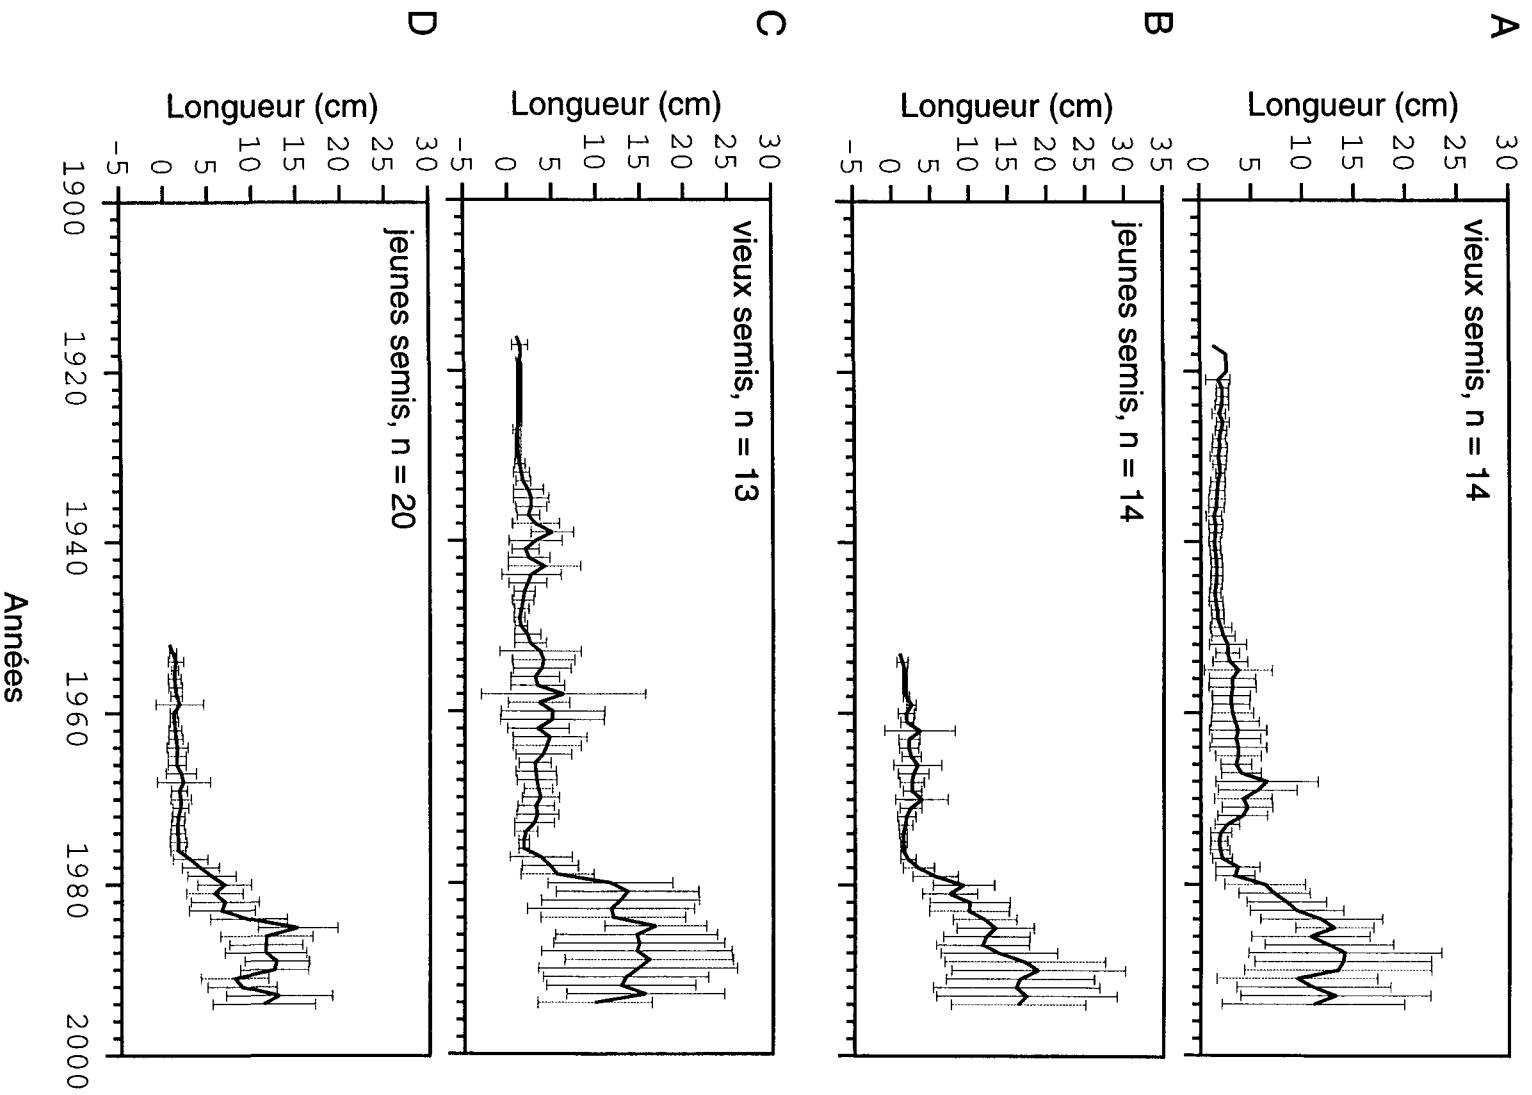 A
Longueur (cm)
30
25
20
15
10
5
0
vieux semis, n = 14
B
Longueur (cm)
35
30
25
20
15
10
5
0
-5
jeunes semis, n = 14
C
Longueur (cm)
30
25
20
15
10
5
0
-5
vieux semis, n = 13
D
Longueur (cm)
30
25
20
15
10
5
0
-5
jeunes semis, n = 20
1900 1920 1940 1960 1980 2000
Années